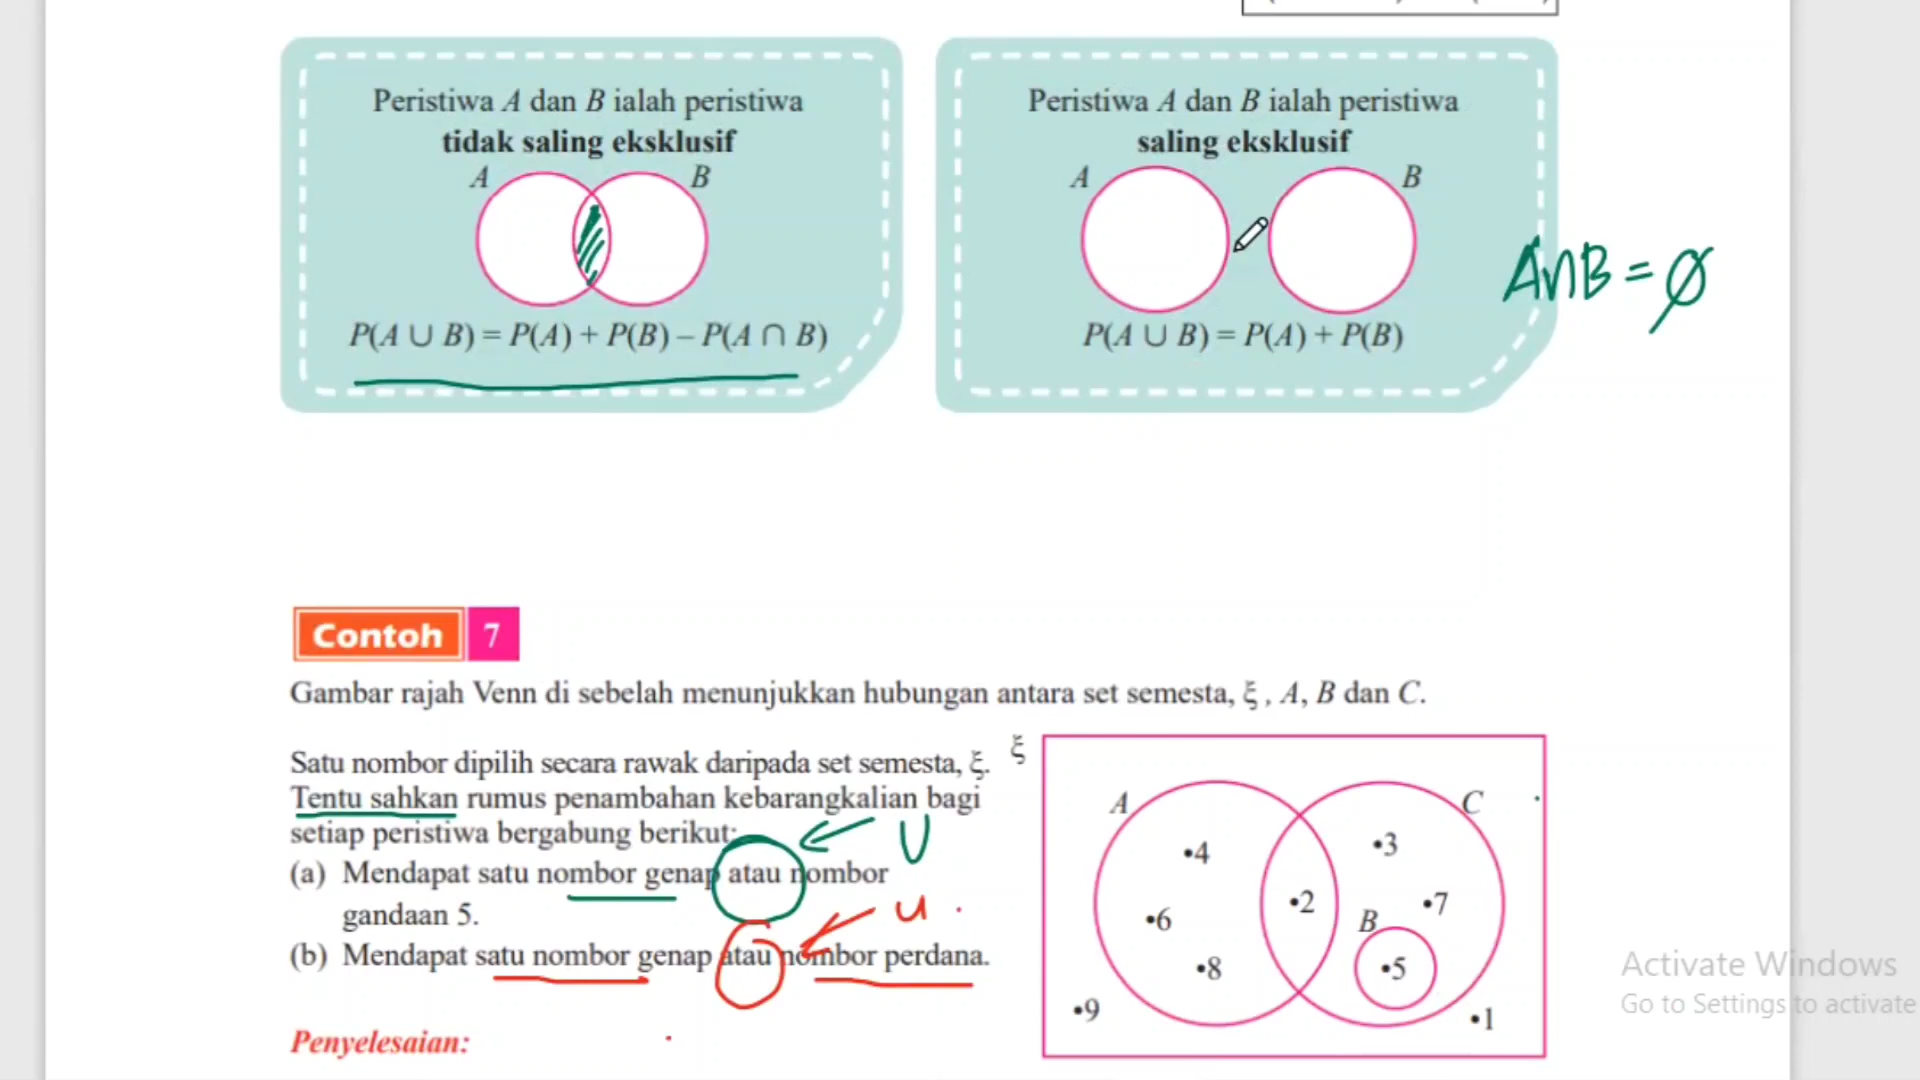 Peristiwa A dan B ialah peristiwa
tidak saling eksklusif
A B
P(A ∪ B) = P(A) + P(B) – P(A ∩ B)
Peristiwa A dan B ialah peristiwa
saling eksklusif
A B
P(A ∪ B) = P(A) + P(B)
A∩B = ∅
Contoh 7
Gambar rajah Venn di sebelah menunjukkan hubungan antara set semesta, ξ , A, B dan C.
Satu nombor dipilih secara rawak daripada set semesta, ξ.
Tentu sahkan rumus penambahan kebarangkalian bagi
setiap peristiwa bergabung berikut:
U
(a) Mendapat satu nombor genap atau nombor
gandaan 5.
u
(b) Mendapat satu nombor genap atau nombor perdana.
Penyelesaian:
ξ
A C
•4 •3
•2 •7
•6 B
•8 •5
•9 •1
Activate Windows
Go to Settings to activate